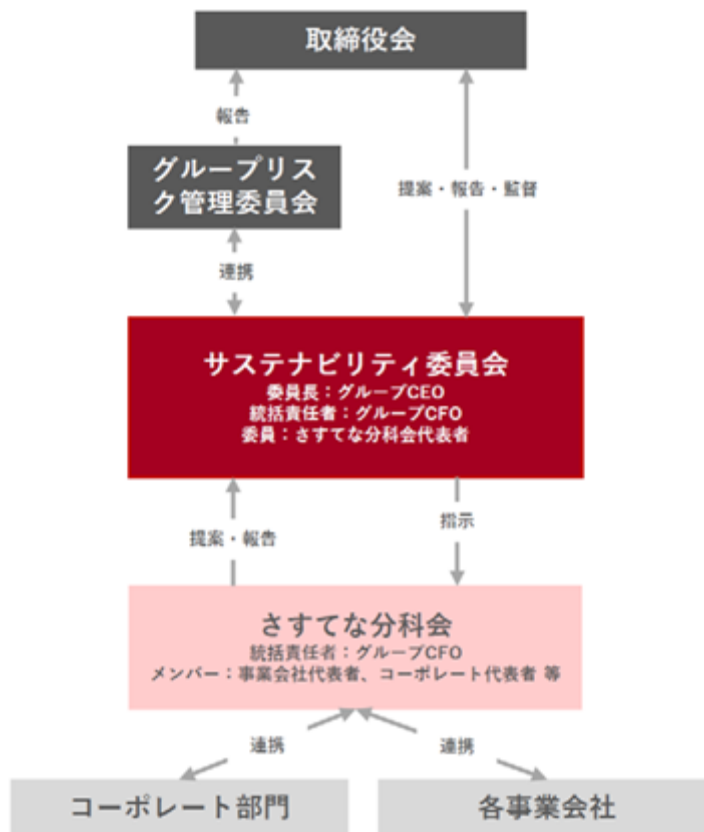 取締役会
報告
グループリス
ク管理委員会
提案・報告・監督
連携
サステナビリティ委員会
委員長：グループCEO
統括責任者：グループCFO
委員：さすてな分科会代表者
提案・報告
指示
さすてな分科会
統括責任者：グループCFO
メンバー：事業会社代表者、コーポレート代表者 等
連携
連携
コーポレート部門
各事業会社